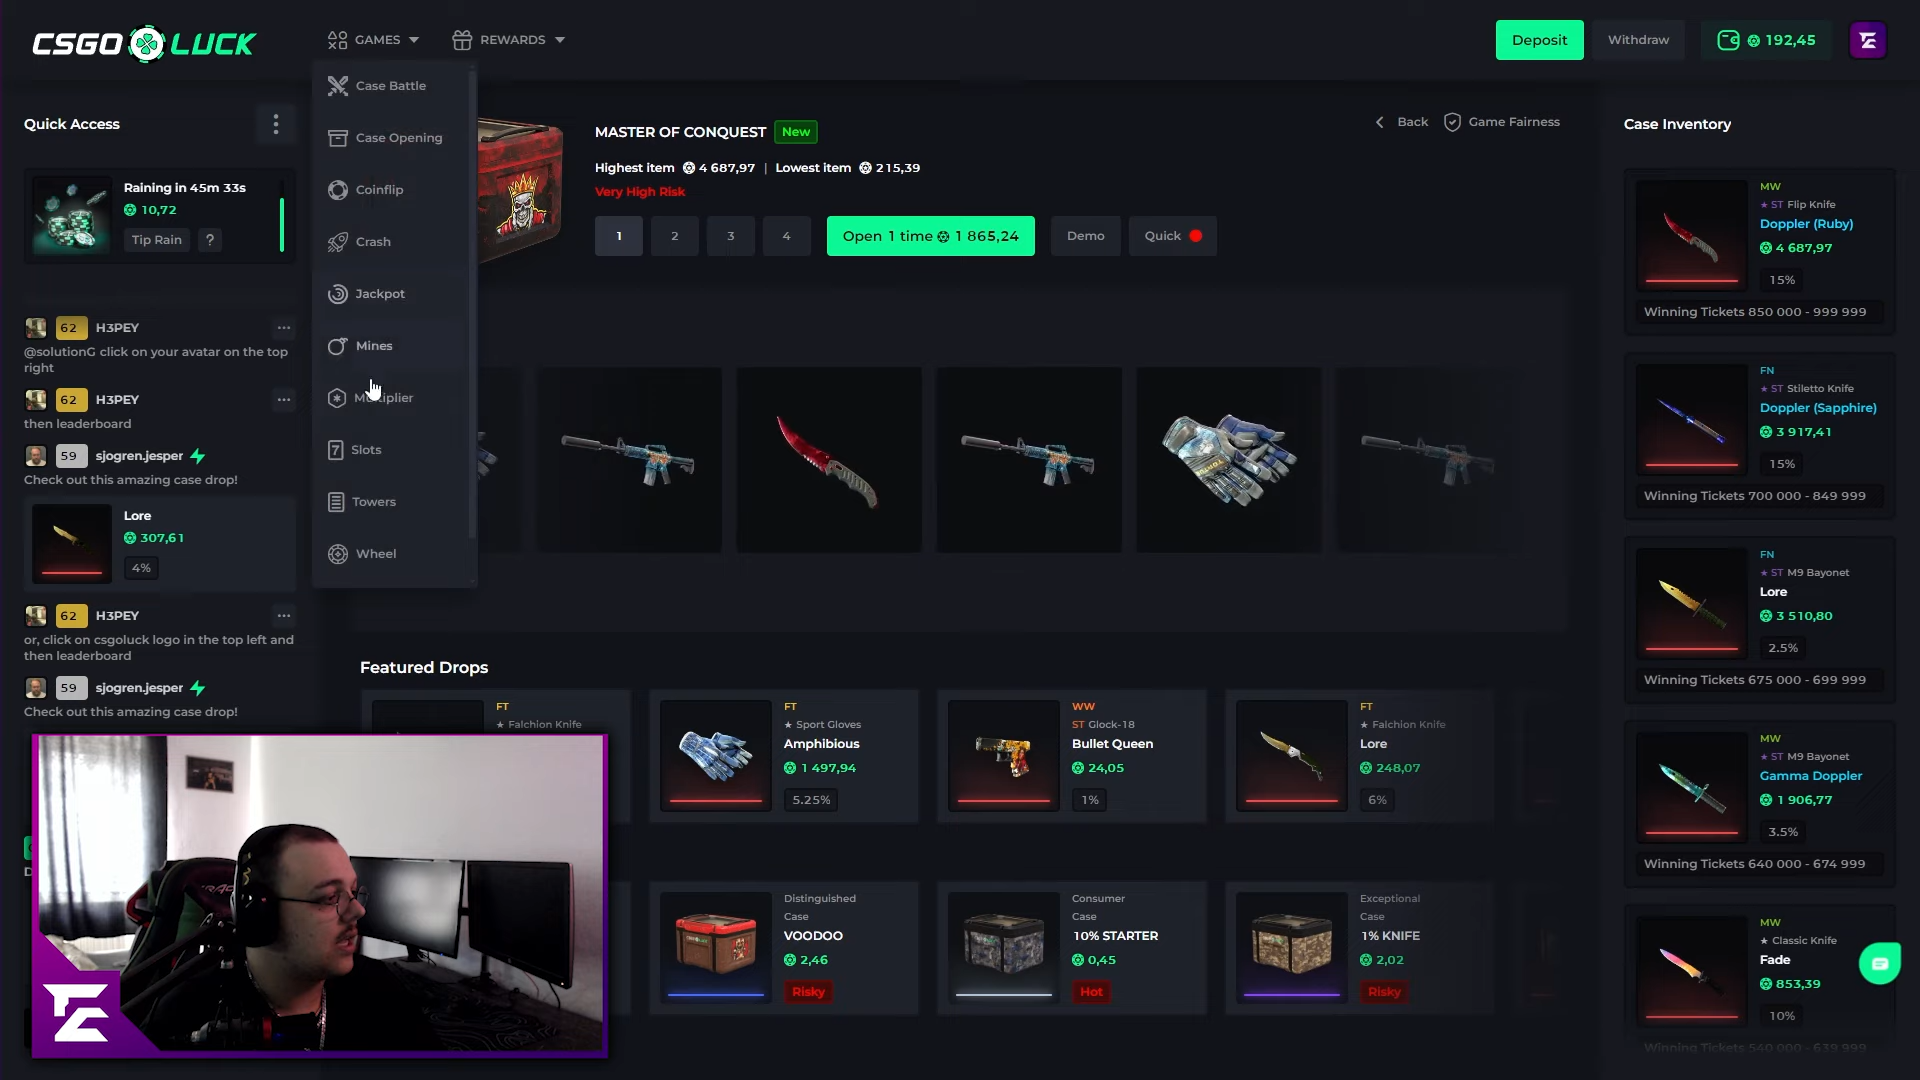 CSGO LUCK
GAMES
REWARDS
Deposit
Withdraw
192,45
Quick Access
Raining in 45m 33s
10,72
Tip Rain
?
62 H3PEY
@solutionG click on your avatar on the top
right
62 H3PEY
then leaderboard
59 sjogren.jesper
Check out this amazing case drop!
Lore
307,61
4%
62 H3PEY
or, click on csgoluck logo in the top left and
then leaderboard
59 sjogren.jesper
Check out this amazing case drop!
Case Battle
Case Opening
Coinflip
Crash
Jackpot
Mines
Multiplier
Slots
Towers
Wheel
MASTER OF CONQUEST New
Back
Game Fairness
Highest item 4 687,97 | Lowest item 215,39
Very High Risk
1
2
3
4
Open 1 time 1 865,24
Demo
Quick
Featured Drops
FT
★ Falchion Knife
FT
★ Sport Gloves
Amphibious
1 497,94
5.25%
WW
ST Glock-18
Bullet Queen
24,05
1%
FT
★ Falchion Knife
Lore
248,07
6%
Distinguished
Case
VOODOO
2,46
Risky
Consumer
Case
10% STARTER
0,45
Hot
Exceptional
Case
1% KNIFE
2,02
Risky
Case Inventory
MW
★ ST Flip Knife
Doppler (Ruby)
4 687,97
15%
Winning Tickets 850 000 - 999 999
FN
★ ST Stiletto Knife
Doppler (Sapphire)
3 917,41
15%
Winning Tickets 700 000 - 849 999
FN
★ ST M9 Bayonet
Lore
3 510,80
2.5%
Winning Tickets 675 000 - 699 999
MW
★ ST M9 Bayonet
Gamma Doppler
1 906,77
3.5%
Winning Tickets 640 000 - 674 999
MW
★ Classic Knife
Fade
853,39
10%
Winning Tickets 540 000 - 639 999